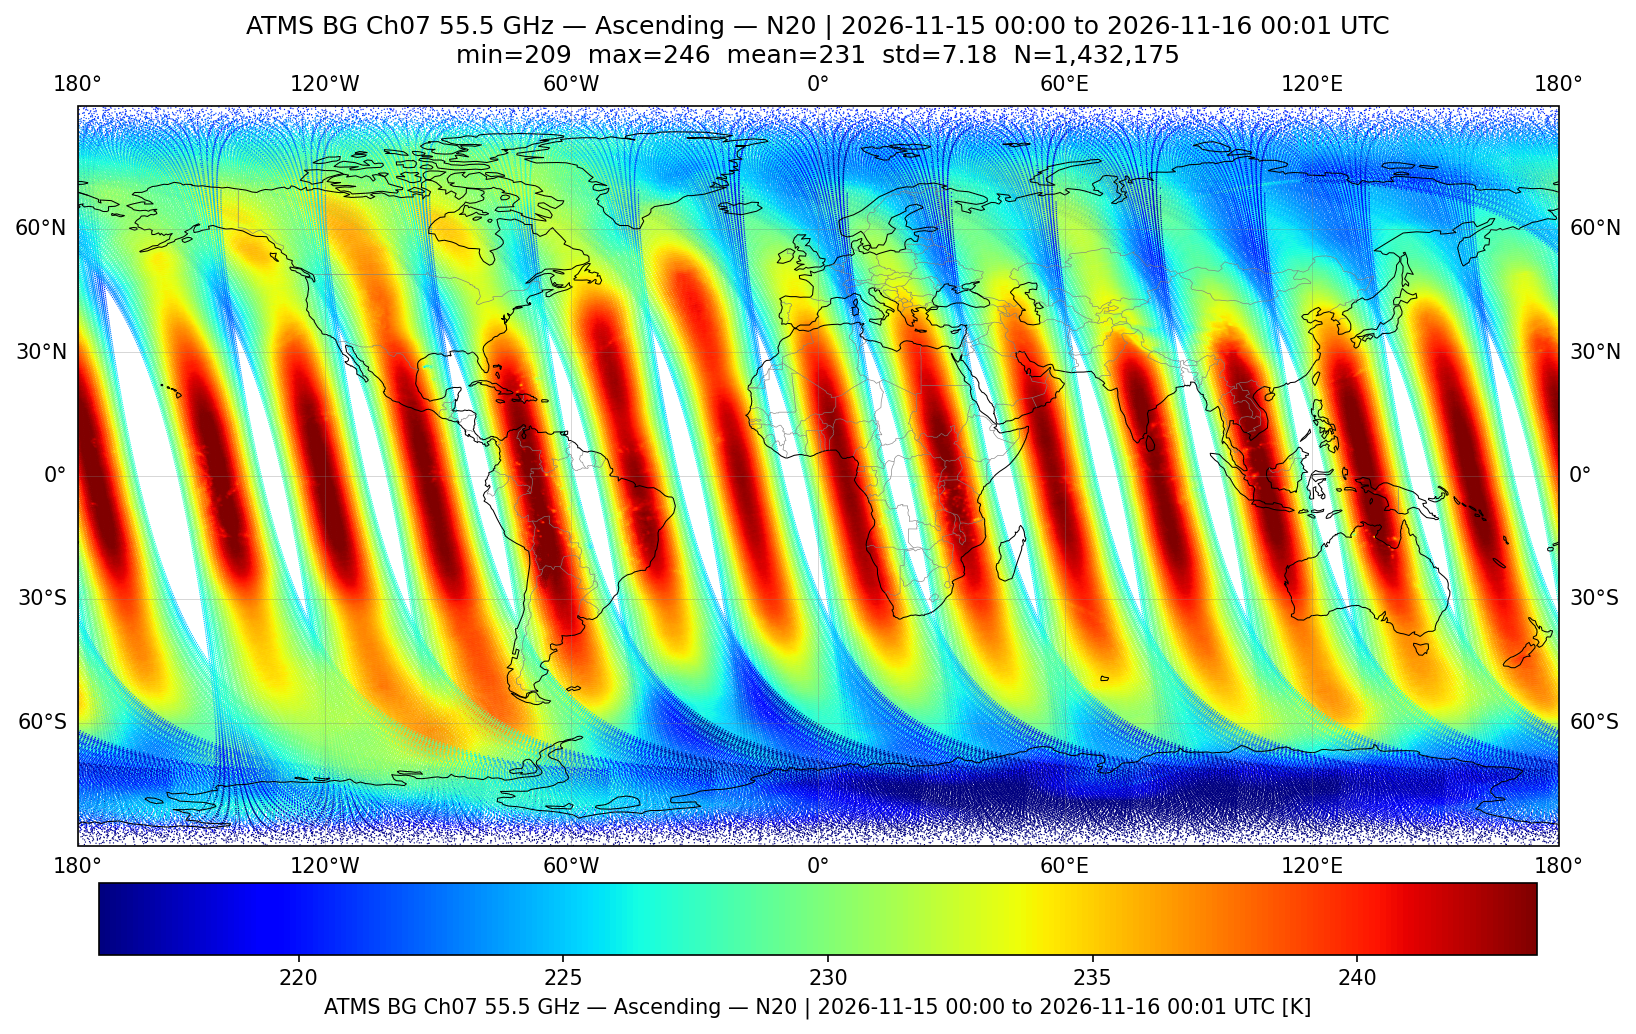 ATMS BG Ch07 55.5 GHz — Ascending — N20 | 2026-11-15 00:00 to 2026-11-16 00:01 UTC
min=209 max=246 mean=231 std=7.18 N=1,432,175
180° 120°W 60°W 0° 60°E 120°E 180°
60°N 60°N
30°N 30°N
0° 0°
30°S 30°S
60°S 60°S
180° 120°W 60°W 0° 60°E 120°E 180°
220 225 230 235 240
ATMS BG Ch07 55.5 GHz — Ascending — N20 | 2026-11-15 00:00 to 2026-11-16 00:01 UTC [K]